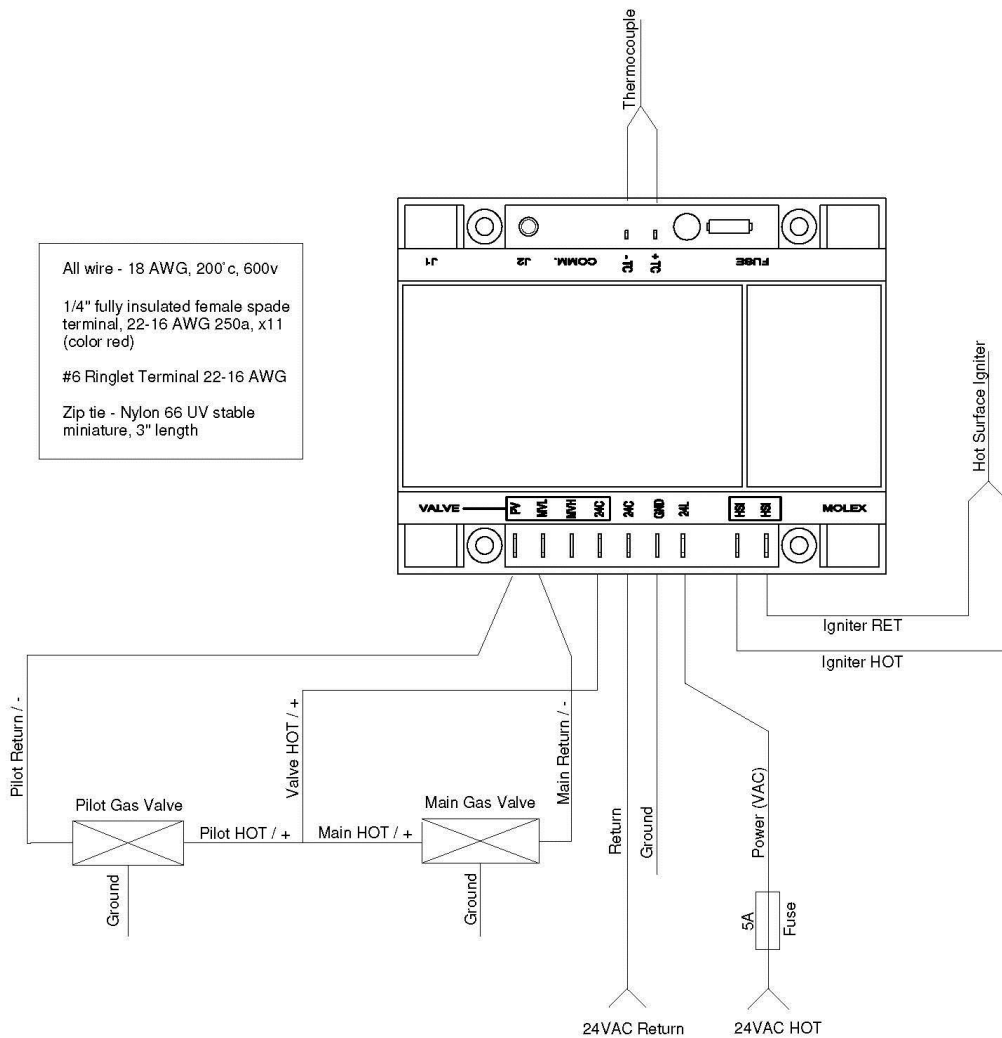 Thermocouple
All wire - 18 AWG, 200°c, 600v
1/4" fully insulated female spade
terminal, 22-16 AWG 250a, x11
(color red)
#6 Ringlet Terminal 22-16 AWG
Zip tie - Nylon 66 UV stable
miniature, 3" length
J1
J2
COMM.
- TC
+ TC
FUSE
Hot Surface Igniter
VALVE
PV
MVL
MVH
24C
24C
GND
24L
HSI
HSI
MOLEX
Igniter RET
Igniter HOT
Pilot Return / -
Valve HOT / +
Main Return / -
Pilot Gas Valve
Main Gas Valve
Pilot HOT / +
Main HOT / +
Ground
Ground
Return
Ground
Power (VAC)
5A
Fuse
24VAC Return
24VAC HOT